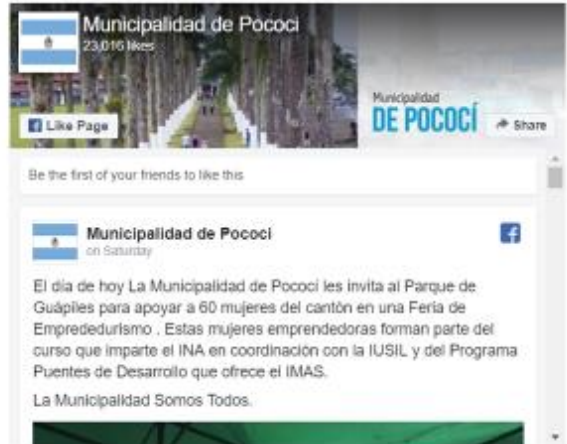 Municipalidad de Pococi
23,016 likes
Municipalidad
DE POCOCÍ
Like Page
Share
Be the first of your friends to like this
Municipalidad de Pococi
on Saturday
El día de hoy La Municipalidad de Pococí les invita al Parque de
Guápiles para apoyar a 60 mujeres del cantón en una Feria de
Emprededurismo . Estas mujeres emprendedoras forman parte del
curso que imparte el INA en coordinación con la IUSIL y del Programa
Puentes de Desarrollo que ofrece el IMAS.
La Municipalidad Somos Todos.